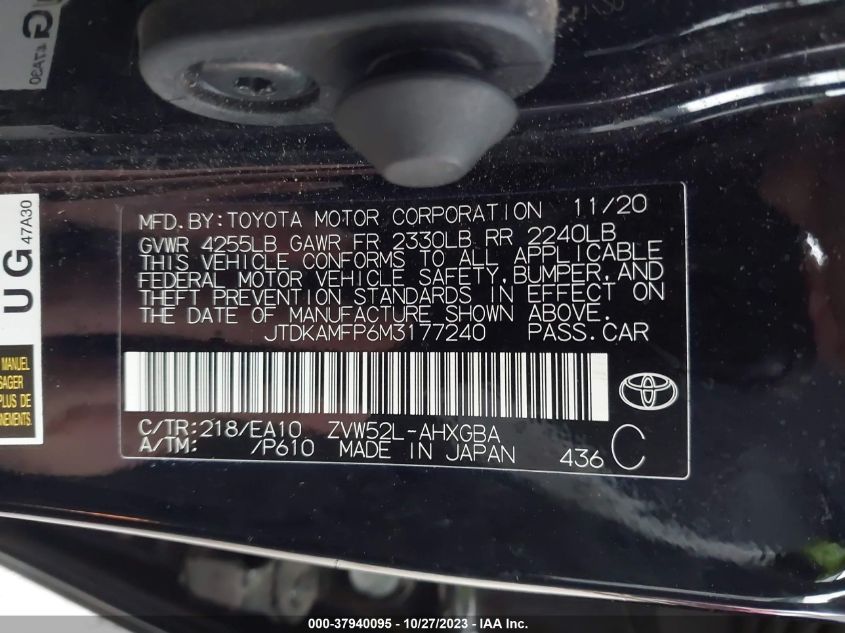 G
47A30
UG
47A30
MANUEL
SAGER
PLUS DE
NEMENTS.
MFD.BY:TOYOTA MOTOR CORPORATION 11/20
GVWR 4255LB GAWR FR 2330LB RR 2240LB
THIS VEHICLE CONFORMS TO ALL APPLICABLE
FEDERAL MOTOR VEHICLE SAFETY,BUMPER,AND
THEFT PREVENTION STANDARDS IN EFFECT ON
THE DATE OF MANUFACTURE SHOWN ABOVE.
JTDKAMFP6M3177240 PASS.CAR
C/TR:218/EA10 ZVW52L-AHXGBA
A/TM: /P610 MADE IN JAPAN 436 C
000-37940095 - 10/27/2023 - IAA Inc.